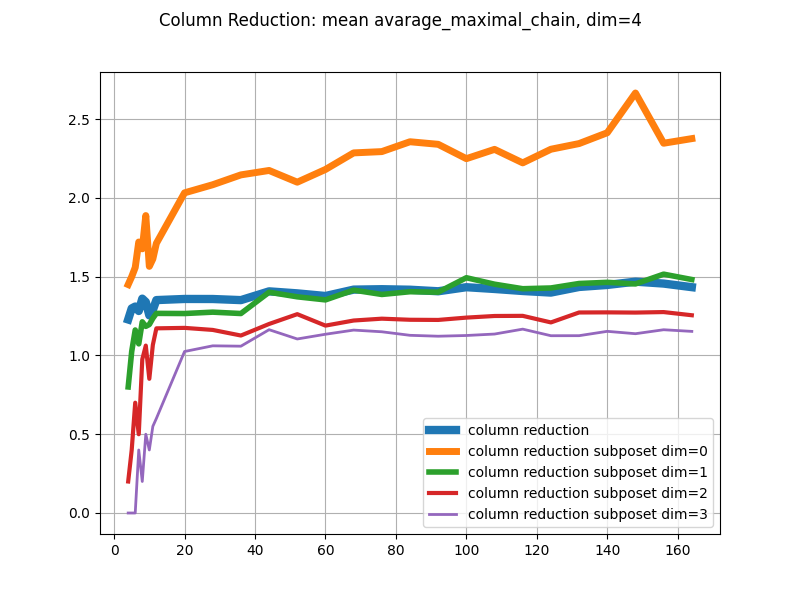 Column Reduction: mean avarage_maximal_chain, dim=4
2.5
2.0
1.5
1.0
0.5
0.0
column reduction
column reduction subposet dim=0
column reduction subposet dim=1
column reduction subposet dim=2
column reduction subposet dim=3
0 20 40 60 80 100 120 140 160